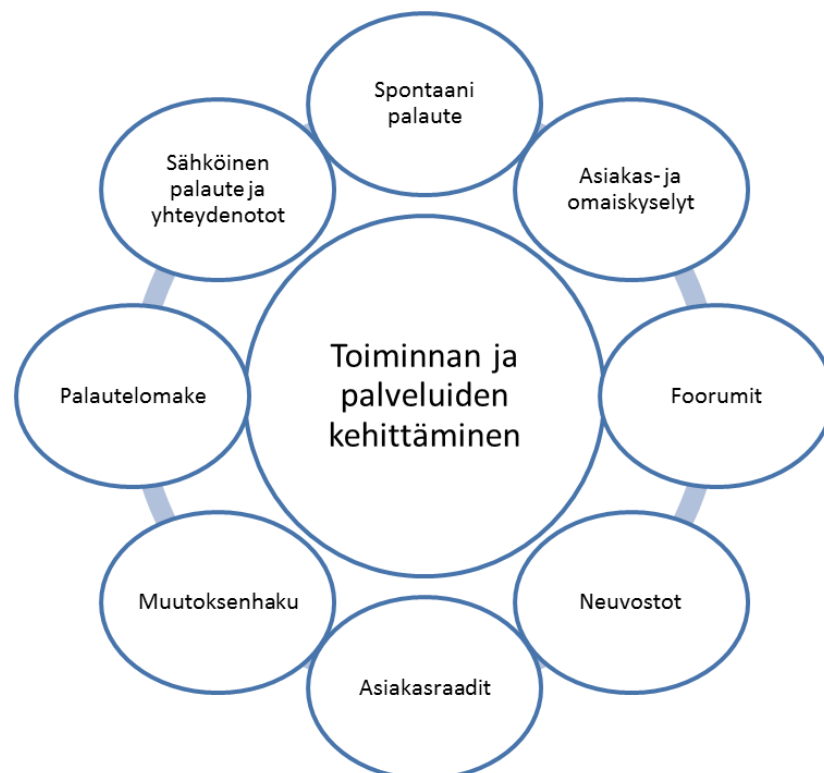 Spontaani
palaute
Asiakas- ja
omaiskyselyt
Foorumit
Neuvostot
Asiakasraadit
Muutoksenhaku
Palautelomake
Sähköinen
palaute ja
yhteydenotot
Toiminnan ja
palveluiden
kehittäminen